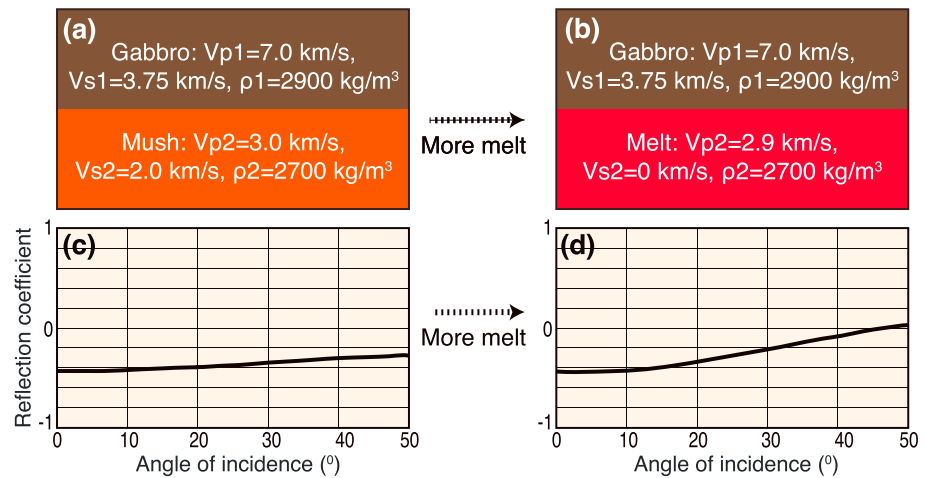 (a)
Gabbro: Vp1=7.0 km/s,
Vs1=3.75 km/s, ρ1=2900 kg/m³
Mush: Vp2=3.0 km/s,
Vs2=2.0 km/s, ρ2=2700 kg/m³
More melt
(b)
Gabbro: Vp1=7.0 km/s,
Vs1=3.75 km/s, ρ1=2900 kg/m³
Melt: Vp2=2.9 km/s,
Vs2=0 km/s, ρ2=2700 kg/m³
(c)
Reflection coefficient
1
0
-1
0 10 20 30 40 50
Angle of incidence (⁰)
More melt
(d)
1
0
-1
0 10 20 30 40 50
Angle of incidence (⁰)